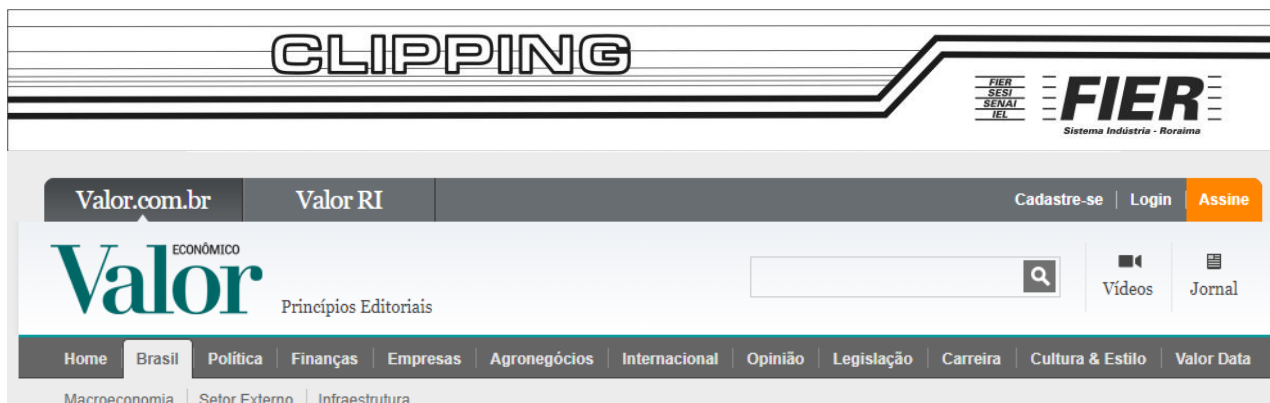 CLIPPING
FIER
SESI
SENAI
IEL
FIER
Sistema Indústria - Roraima
Valor.com.br Valor RI Cadastre-se Login Assine
Valor ECONÔMICO
Princípios Editoriais
Vídeos Jornal
Home Brasil Política Finanças Empresas Agronegócios Internacional Opinião Legislação Carreira Cultura & Estilo Valor Data
Macroeconomia Setor Externo Infraestrutura